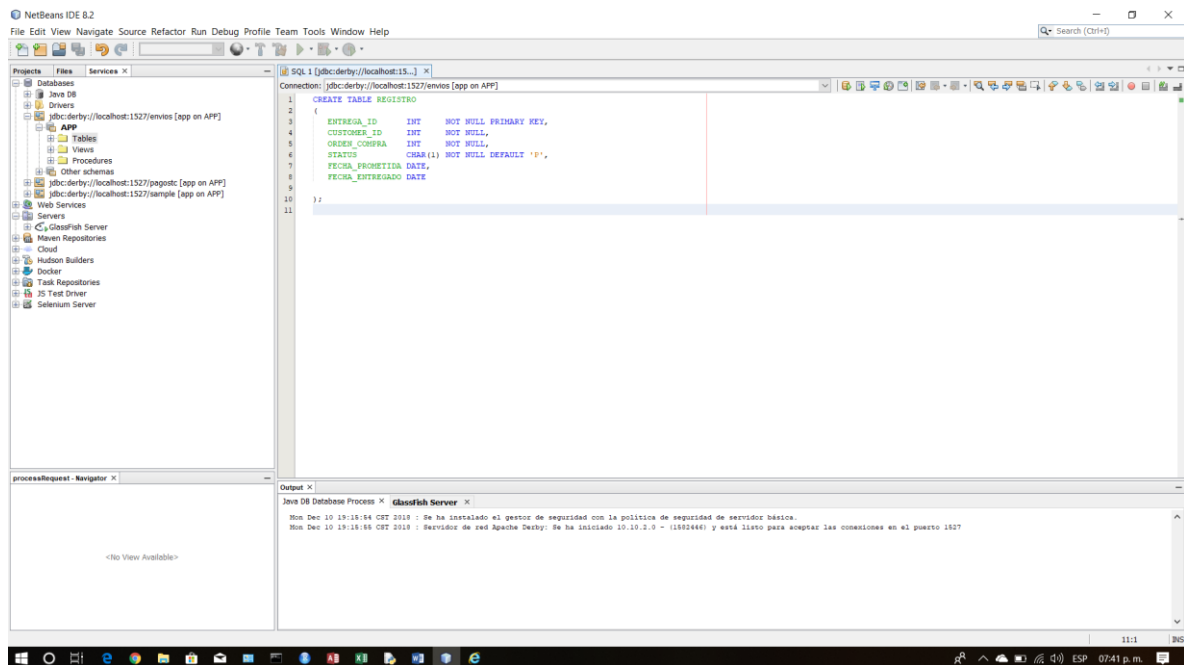 NetBeans IDE 8.2
File Edit View Navigate Source Refactor Run Debug Profile Team Tools Window Help
Search (Ctrl+I)
Projects Files Services
Databases
Java DB
Drivers
jdbc:derby://localhost:1527/envios [app on APP]
APP
Tables
Views
Procedures
Other schemas
jdbc:derby://localhost:1527/pagostc [app on APP]
jdbc:derby://localhost:1527/sample [app on APP]
Web Services
Servers
GlassFish Server
Maven Repositories
Cloud
Hudson Builders
Docker
Task Repositories
JS Test Driver
Selenium Server
SQL 1 [jdbc:derby://localhost:15...]
Connection: jdbc:derby://localhost:1527/envios [app on APP]
1 CREATE TABLE REGISTRO
2 (
3 ENTREGA_ID INT NOT NULL PRIMARY KEY,
4 CUSTOMER_ID INT NOT NULL,
5 ORDEN_COMPRA INT NOT NULL,
6 STATUS CHAR(1) NOT NULL DEFAULT 'P',
7 FECHA_PROMETIDA DATE,
8 FECHA_ENTREGADO DATE
9
10 );
11
processRequest - Navigator
<No View Available>
Output
Java DB Database Process GlassFish Server
Mon Dec 10 19:15:54 CST 2018 : Se ha instalado el gestor de seguridad con la política de seguridad de servidor básica.
Mon Dec 10 19:15:55 CST 2018 : Servidor de red Apache Derby: Se ha iniciado 10.10.2.0 - (1582446) y está listo para aceptar las conexiones en el puerto 1527
11:1 INS
ESP 07:41 p. m.